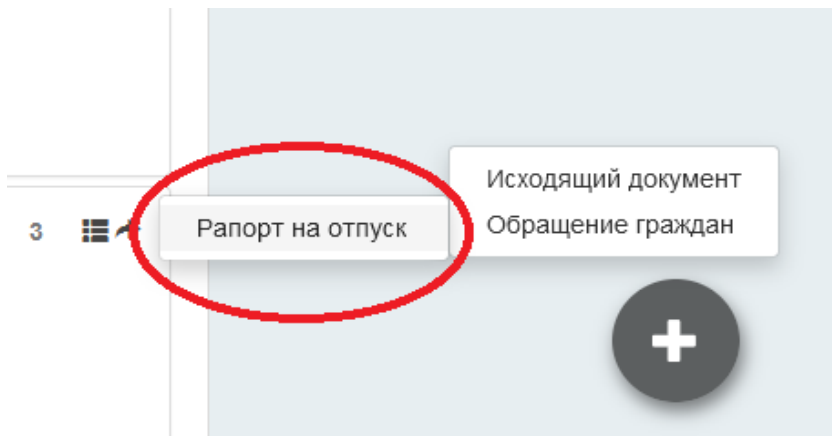 Исходящий документ
3
Рапорт на отпуск
Обращение граждан